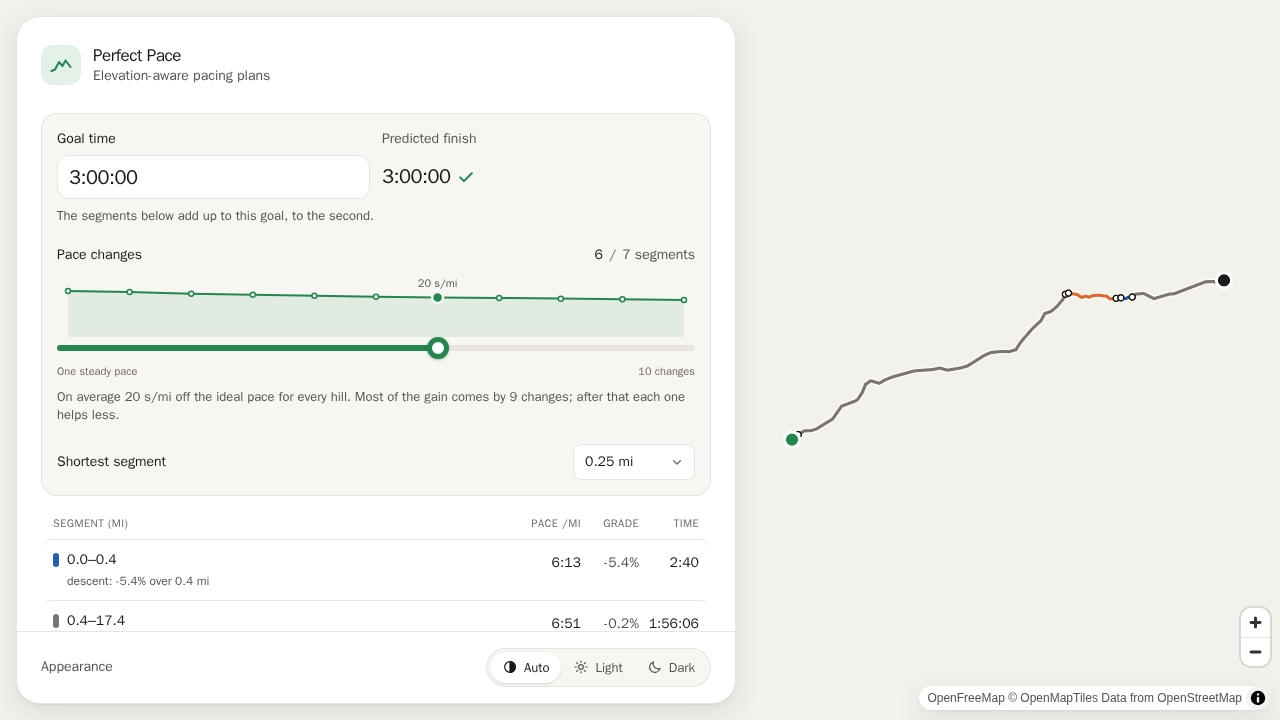 Perfect Pace
Elevation-aware pacing plans
Goal time
Predicted finish
3:00:00
3:00:00
The segments below add up to this goal, to the second.
Pace changes
6 / 7 segments
20 s/mi
One steady pace
10 changes
On average 20 s/mi off the ideal pace for every hill. Most of the gain comes by 9 changes; after that each one
helps less.
Shortest segment
0.25 mi
SEGMENT (MI) PACE /MI GRADE TIME
0.0–0.4 6:13 -5.4% 2:40
descent: -5.4% over 0.4 mi
0.4–17.4 6:51 -0.2% 1:56:06
Appearance
Auto Light Dark
OpenFreeMap © OpenMapTiles Data from OpenStreetMap